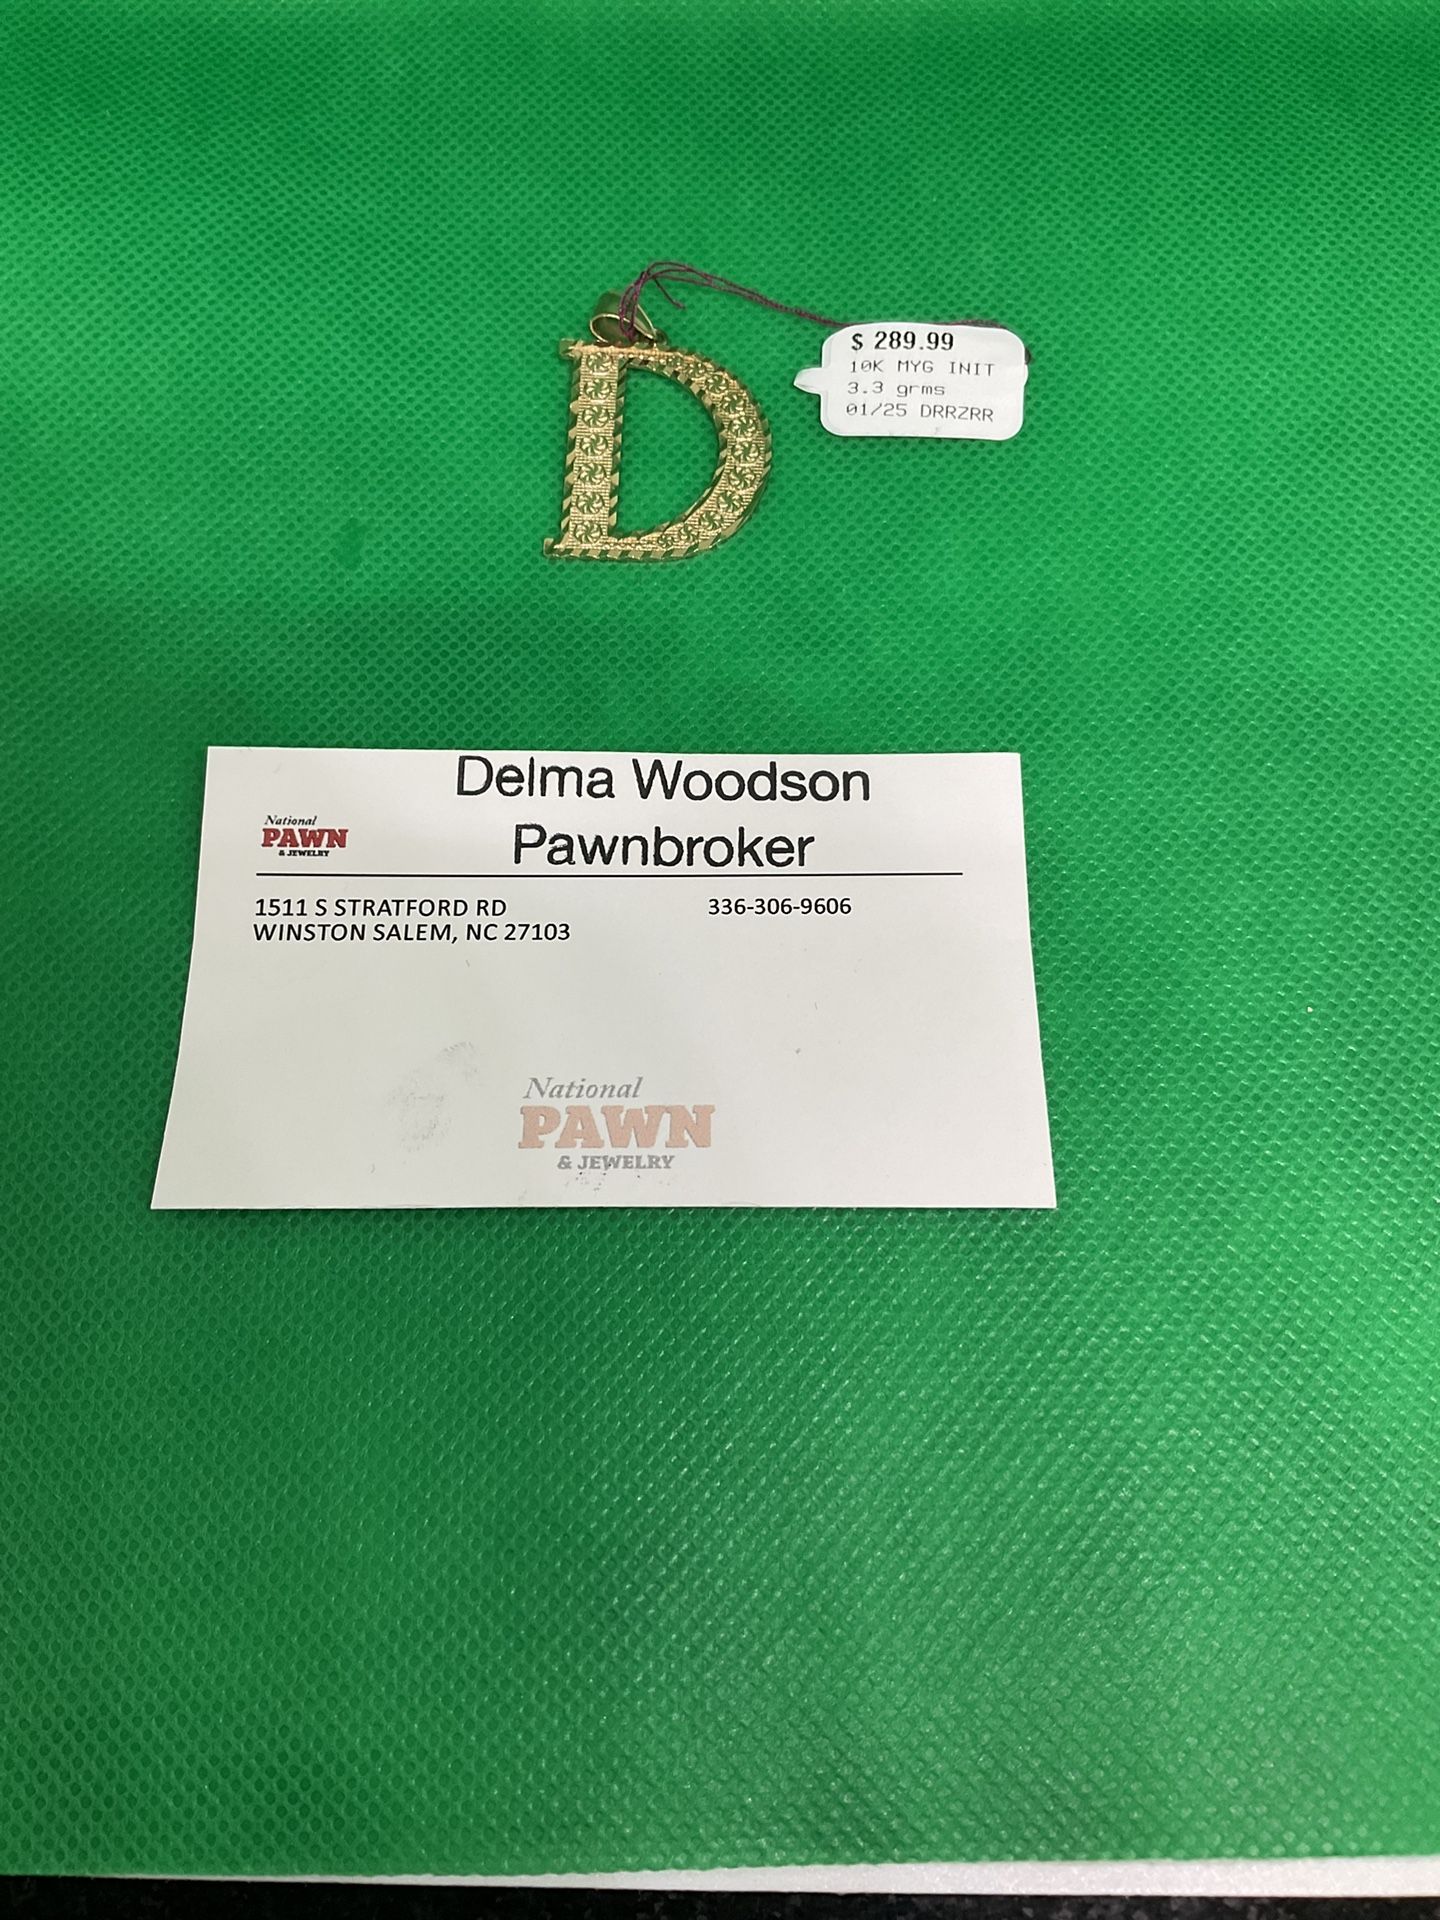 $ 289.99
10K MYG INIT
3.3 grms
01/25 DRRZRR
D
Delma Woodson
National
PAWN
& JEWELRY
Pawnbroker
1511 S STRATFORD RD
336-306-9606
WINSTON SALEM, NC 27103
National
PAWN
& JEWELRY